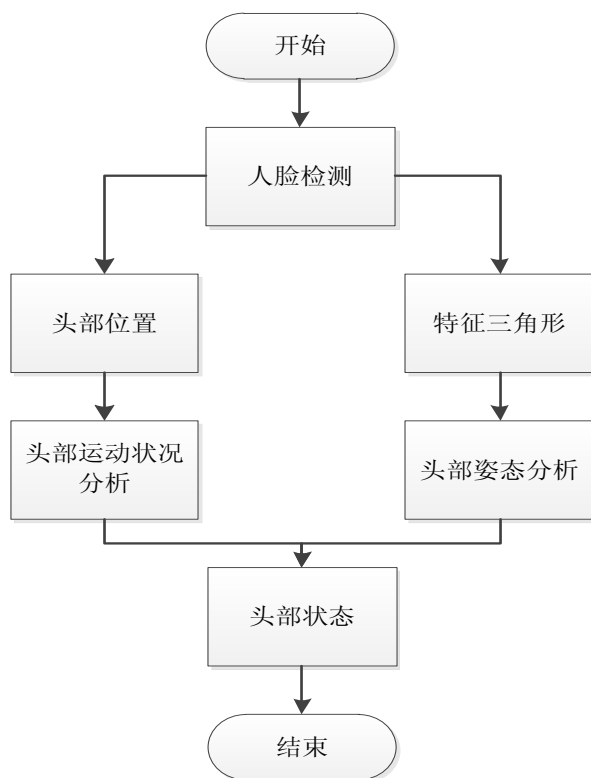 开始
人脸检测
头部位置
特征三角形
头部运动状况
分析
头部姿态分析
头部状态
结束